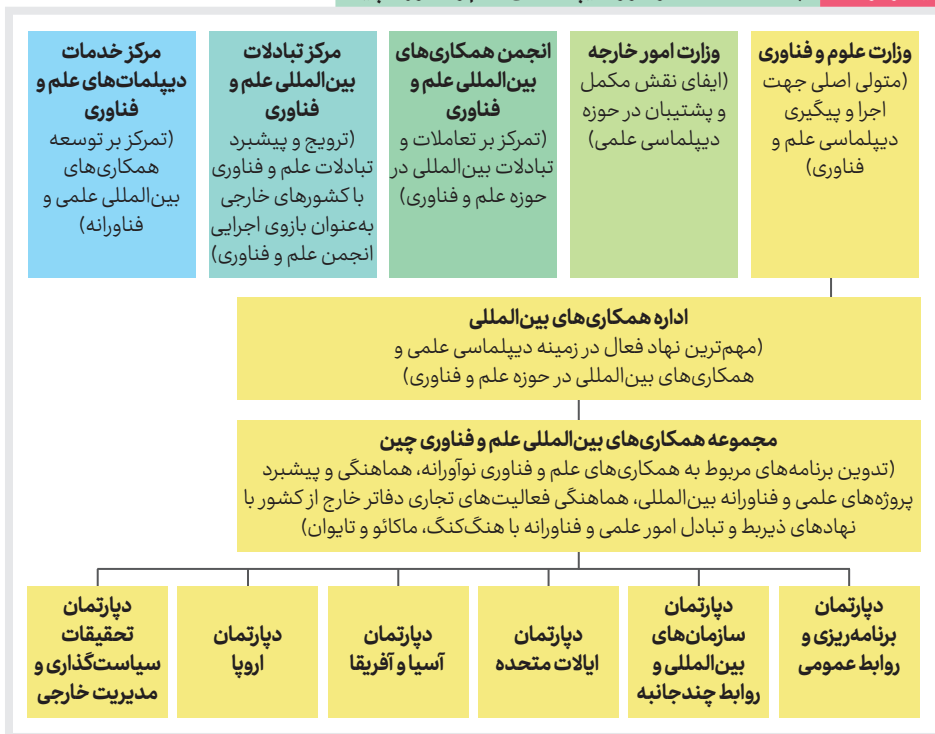 وزارت علوم و فناوری
(متولی اصلی جهت
اجرا و پیگیری
دیپلماسی علم و
فناوری)
وزارت امور خارجه
(ایفای نقش مکمل
و پشتیبان در حوزه
دیپلماسی علمی)
انجمن همکاری‌های
بین‌المللی علم و
فناوری
(تمرکز بر تعاملات و
تبادلات بین‌المللی در
حوزه علم و فناوری)
مرکز تبادلات
بین‌المللی علم و
فناوری
(ترویج و پیشبرد
تبادلات علم و فناوری
با کشورهای خارجی
به‌عنوان بازوی اجرایی
انجمن علم و فناوری)
مرکز خدمات
دیپلمات‌های علم و
فناوری
(تمرکز بر توسعه
همکاری‌های
بین‌المللی علمی و
فناورانه)
اداره همکاری‌های بین‌المللی
(مهم‌ترین نهاد فعال در زمینه دیپلماسی علمی و
همکاری‌های بین‌المللی در حوزه علم و فناوری)
مجموعه همکاری‌های بین‌المللی علم و فناوری چین
(تدوین برنامه‌های مربوط به همکاری‌های علم و فناوری نوآورانه، هماهنگی و پیشبرد
پروژه‌های علمی و فناورانه بین‌المللی، هماهنگی فعالیت‌های تجاری دفاتر خارج از کشور با
نهادهای ذیربط و تبادل امور علمی و فناورانه با هنگ‌کنگ، ماکائو و تایوان)
دپارتمان
برنامه‌ریزی و
روابط عمومی
دپارتمان
سازمان‌های
بین‌المللی و
روابط چندجانبه
دپارتمان
ایالات متحده
دپارتمان
آسیا و آفریقا
دپارتمان
اروپا
دپارتمان
تحقیقات
سیاست‌گذاری و
مدیریت خارجی